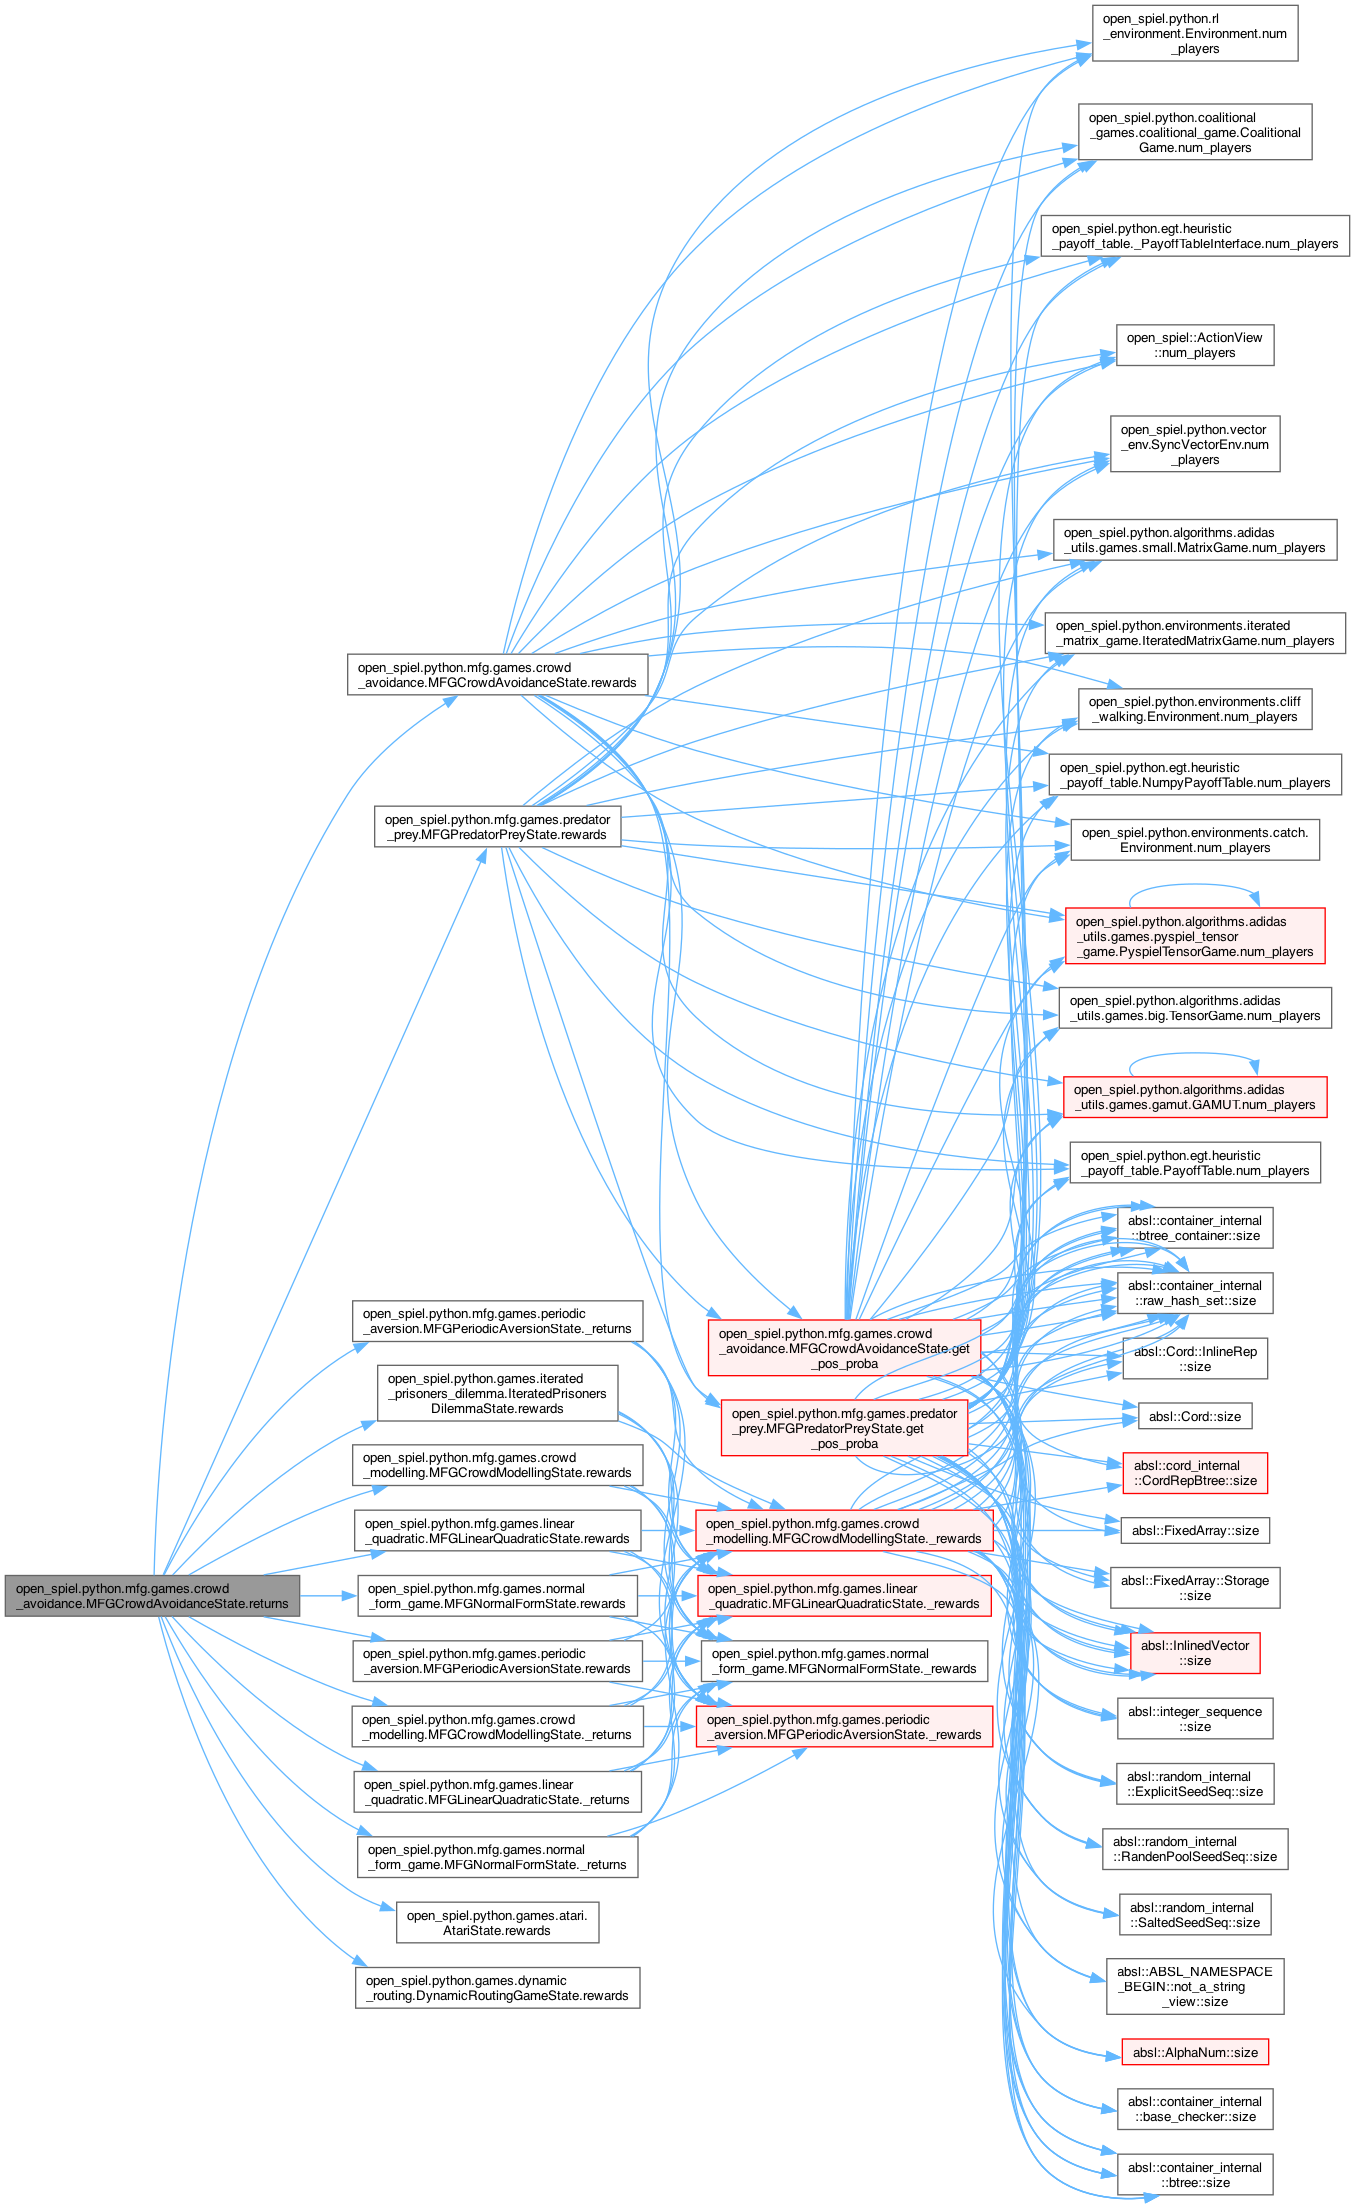 open_spiel.python.mfg.games.crowd
_avoidance.MFGCrowdAvoidanceState.returns
open_spiel.python.mfg.games.crowd
_avoidance.MFGCrowdAvoidanceState.rewards
open_spiel.python.mfg.games.predator
_prey.MFGPredatorPreyState.rewards
open_spiel.python.mfg.games.periodic
_aversion.MFGPeriodicAversionState._returns
open_spiel.python.games.iterated
_prisoners_dilemma.IteratedPrisoners
DilemmaState.rewards
open_spiel.python.mfg.games.crowd
_modelling.MFGCrowdModellingState.rewards
open_spiel.python.mfg.games.linear
_quadratic.MFGLinearQuadraticState.rewards
open_spiel.python.mfg.games.normal
_form_game.MFGNormalFormState.rewards
open_spiel.python.mfg.games.periodic
_aversion.MFGPeriodicAversionState.rewards
open_spiel.python.mfg.games.crowd
_modelling.MFGCrowdModellingState._returns
open_spiel.python.mfg.games.linear
_quadratic.MFGLinearQuadraticState._returns
open_spiel.python.mfg.games.normal
_form_game.MFGNormalFormState._returns
open_spiel.python.games.atari.
AtariState.rewards
open_spiel.python.games.dynamic
_routing.DynamicRoutingGameState.rewards
open_spiel.python.mfg.games.crowd
_avoidance.MFGCrowdAvoidanceState.get
_pos_proba
open_spiel.python.mfg.games.predator
_prey.MFGPredatorPreyState.get
_pos_proba
open_spiel.python.mfg.games.crowd
_modelling.MFGCrowdModellingState._rewards
open_spiel.python.mfg.games.linear
_quadratic.MFGLinearQuadraticState._rewards
open_spiel.python.mfg.games.normal
_form_game.MFGNormalFormState._rewards
open_spiel.python.mfg.games.periodic
_aversion.MFGPeriodicAversionState._rewards
open_spiel.python.rl
_environment.Environment.num
_players
open_spiel.python.coalitional
_games.coalitional_game.Coalitional
Game.num_players
open_spiel.python.egt.heuristic
_payoff_table._PayoffTableInterface.num_players
open_spiel::ActionView
::num_players
open_spiel.python.vector
_env.SyncVectorEnv.num
_players
open_spiel.python.algorithms.adidas
_utils.games.small.MatrixGame.num_players
open_spiel.python.environments.iterated
_matrix_game.IteratedMatrixGame.num_players
open_spiel.python.environments.cliff
_walking.Environment.num_players
open_spiel.python.egt.heuristic
_payoff_table.NumpyPayoffTable.num_players
open_spiel.python.environments.catch.
Environment.num_players
open_spiel.python.algorithms.adidas
_utils.games.pyspiel_tensor
_game.PyspielTensorGame.num_players
open_spiel.python.algorithms.adidas
_utils.games.big.TensorGame.num_players
open_spiel.python.algorithms.adidas
_utils.games.gamut.GAMUT.num_players
open_spiel.python.egt.heuristic
_payoff_table.PayoffTable.num_players
absl::container_internal
::btree_container::size
absl::container_internal
::raw_hash_set::size
absl::Cord::InlineRep
::size
absl::Cord::size
absl::cord_internal
::CordRepBtree::size
absl::FixedArray::size
absl::FixedArray::Storage
::size
absl::InlinedVector
::size
absl::integer_sequence
::size
absl::random_internal
::ExplicitSeedSeq::size
absl::random_internal
::RandenPoolSeedSeq::size
absl::random_internal
::SaltedSeedSeq::size
absl::ABSL_NAMESPACE
_BEGIN::not_a_string
_view::size
absl::AlphaNum::size
absl::container_internal
::base_checker::size
absl::container_internal
::btree::size